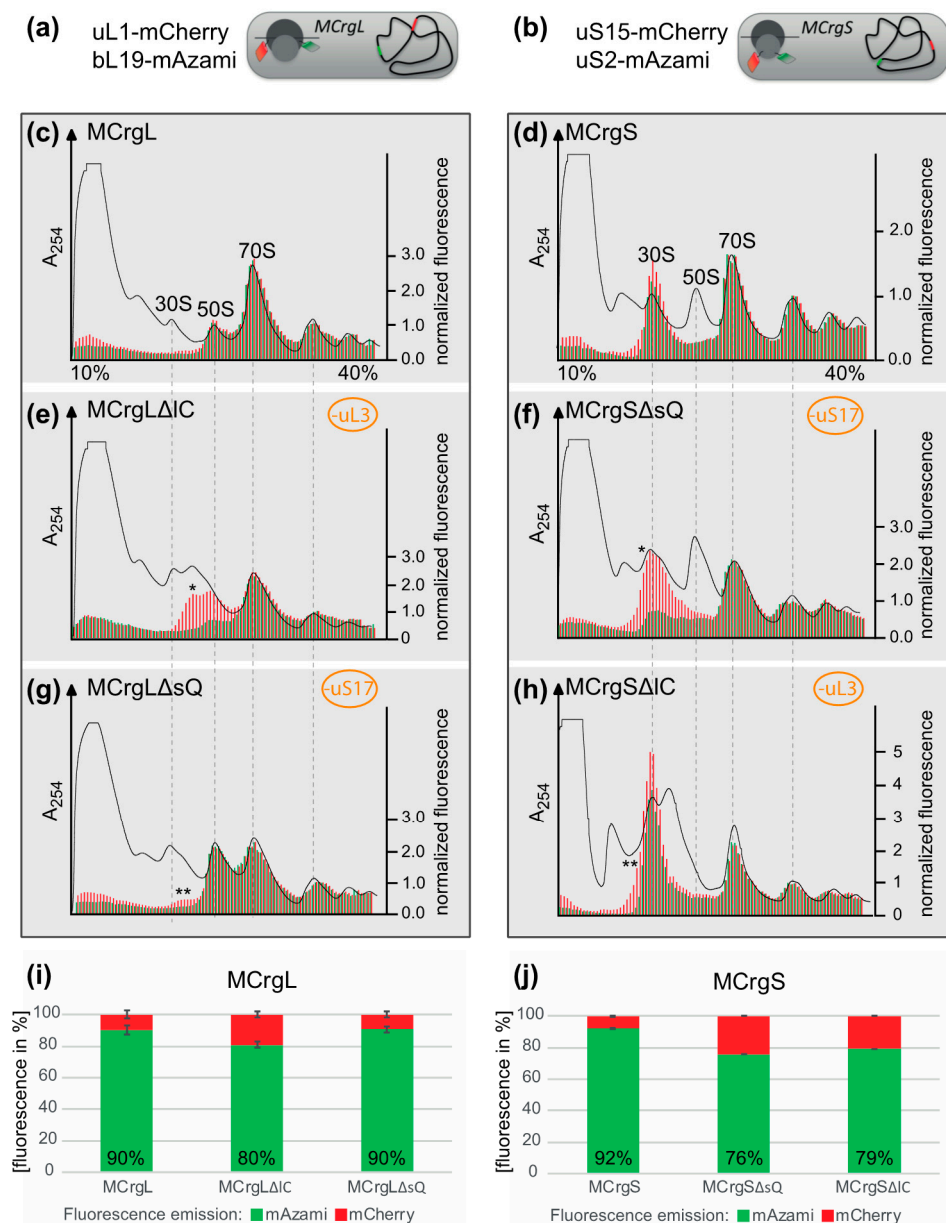 (a) uL1-mCherry
bL19-mAzami
MCrgL
(b) uS15-mCherry
uS2-mAzami
MCrgS
(c) MCrgL
A254
30S
50S
70S
3.0
2.0
1.0
0.0
normalized fluorescence
10%
40%
(d) MCrgS
A254
30S
50S
70S
2.0
1.0
0.0
normalized fluorescence
10%
40%
(e) MCrgLΔlC
-uL3
A254
*
3.0
2.0
1.0
0
normalized fluorescence
(f) MCrgSΔsQ
-uS17
A254
*
3.0
2.0
1.0
0.0
normalized fluorescence
(g) MCrgLΔsQ
-uS17
A254
**
3.0
2.0
1.0
0.0
normalized fluorescence
(h) MCrgSΔlC
-uL3
A254
**
5
4
3
2
1
0
normalized fluorescence
(i) MCrgL
[fluorescence in %]
100
80
60
40
20
0
90%
80%
90%
MCrgL
MCrgLΔlC
MCrgLΔsQ
Fluorescence emission: mAzami mCherry
(j) MCrgS
[fluorescence in %]
100
80
60
40
20
0
92%
76%
79%
MCrgS
MCrgSΔsQ
MCrgSΔlC
Fluorescence emission: mAzami mCherry